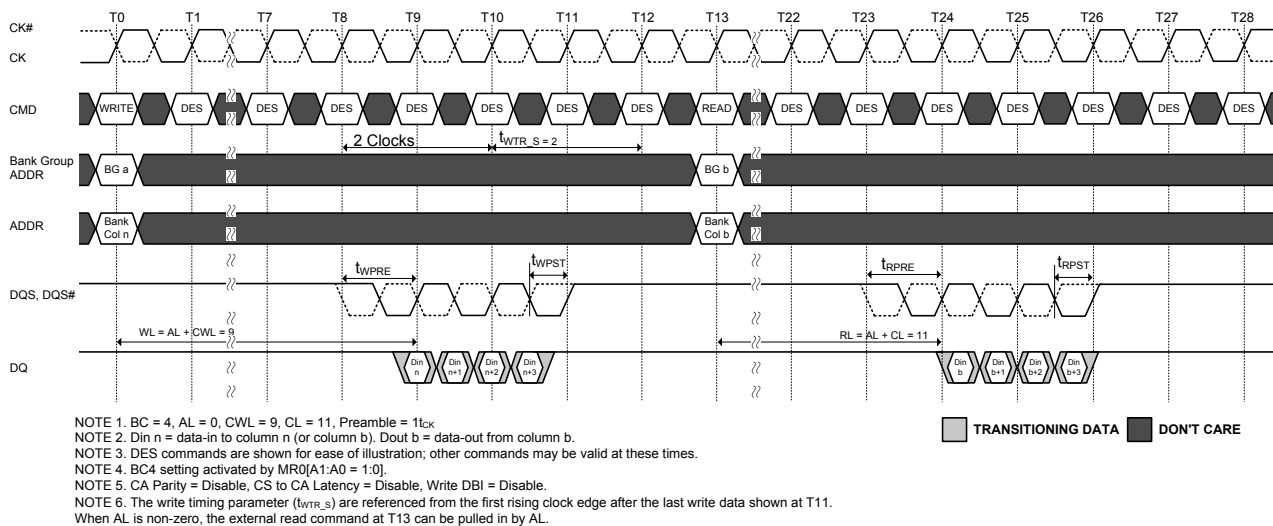 T0 T1 T7 T8 T9 T10 T11 T12 T13 T22 T23 T24 T25 T26 T27 T28
CK#
CK
CMD WRITE DES DES DES DES DES DES DES READ DES DES DES DES DES DES DES
2 Clocks tWTR_S = 2
Bank Group
ADDR
BG a BG b
ADDR
Bank Bank
Col n Col b
tWPRE tWPST tRPRE tRPST
DQS, DQS#
WL = AL + CWL = 9 RL = AL + CL = 11
DQ
Din Din Din Din Din Din Din Din
n n+1 n+2 n+3 b b+1 b+2 b+3
NOTE 1. BC = 4, AL = 0, CWL = 9, CL = 11, Preamble = 1tCK
NOTE 2. Din n = data-in to column n (or column b). Dout b = data-out from column b.
NOTE 3. DES commands are shown for ease of illustration; other commands may be valid at these times.
NOTE 4. BC4 setting activated by MR0[A1:A0 = 1:0].
NOTE 5. CA Parity = Disable, CS to CA Latency = Disable, Write DBI = Disable.
NOTE 6. The write timing parameter (tWTR_S) are referenced from the first rising clock edge after the last write data shown at T11.
When AL is non-zero, the external read command at T13 can be pulled in by AL.
TRANSITIONING DATA DON'T CARE